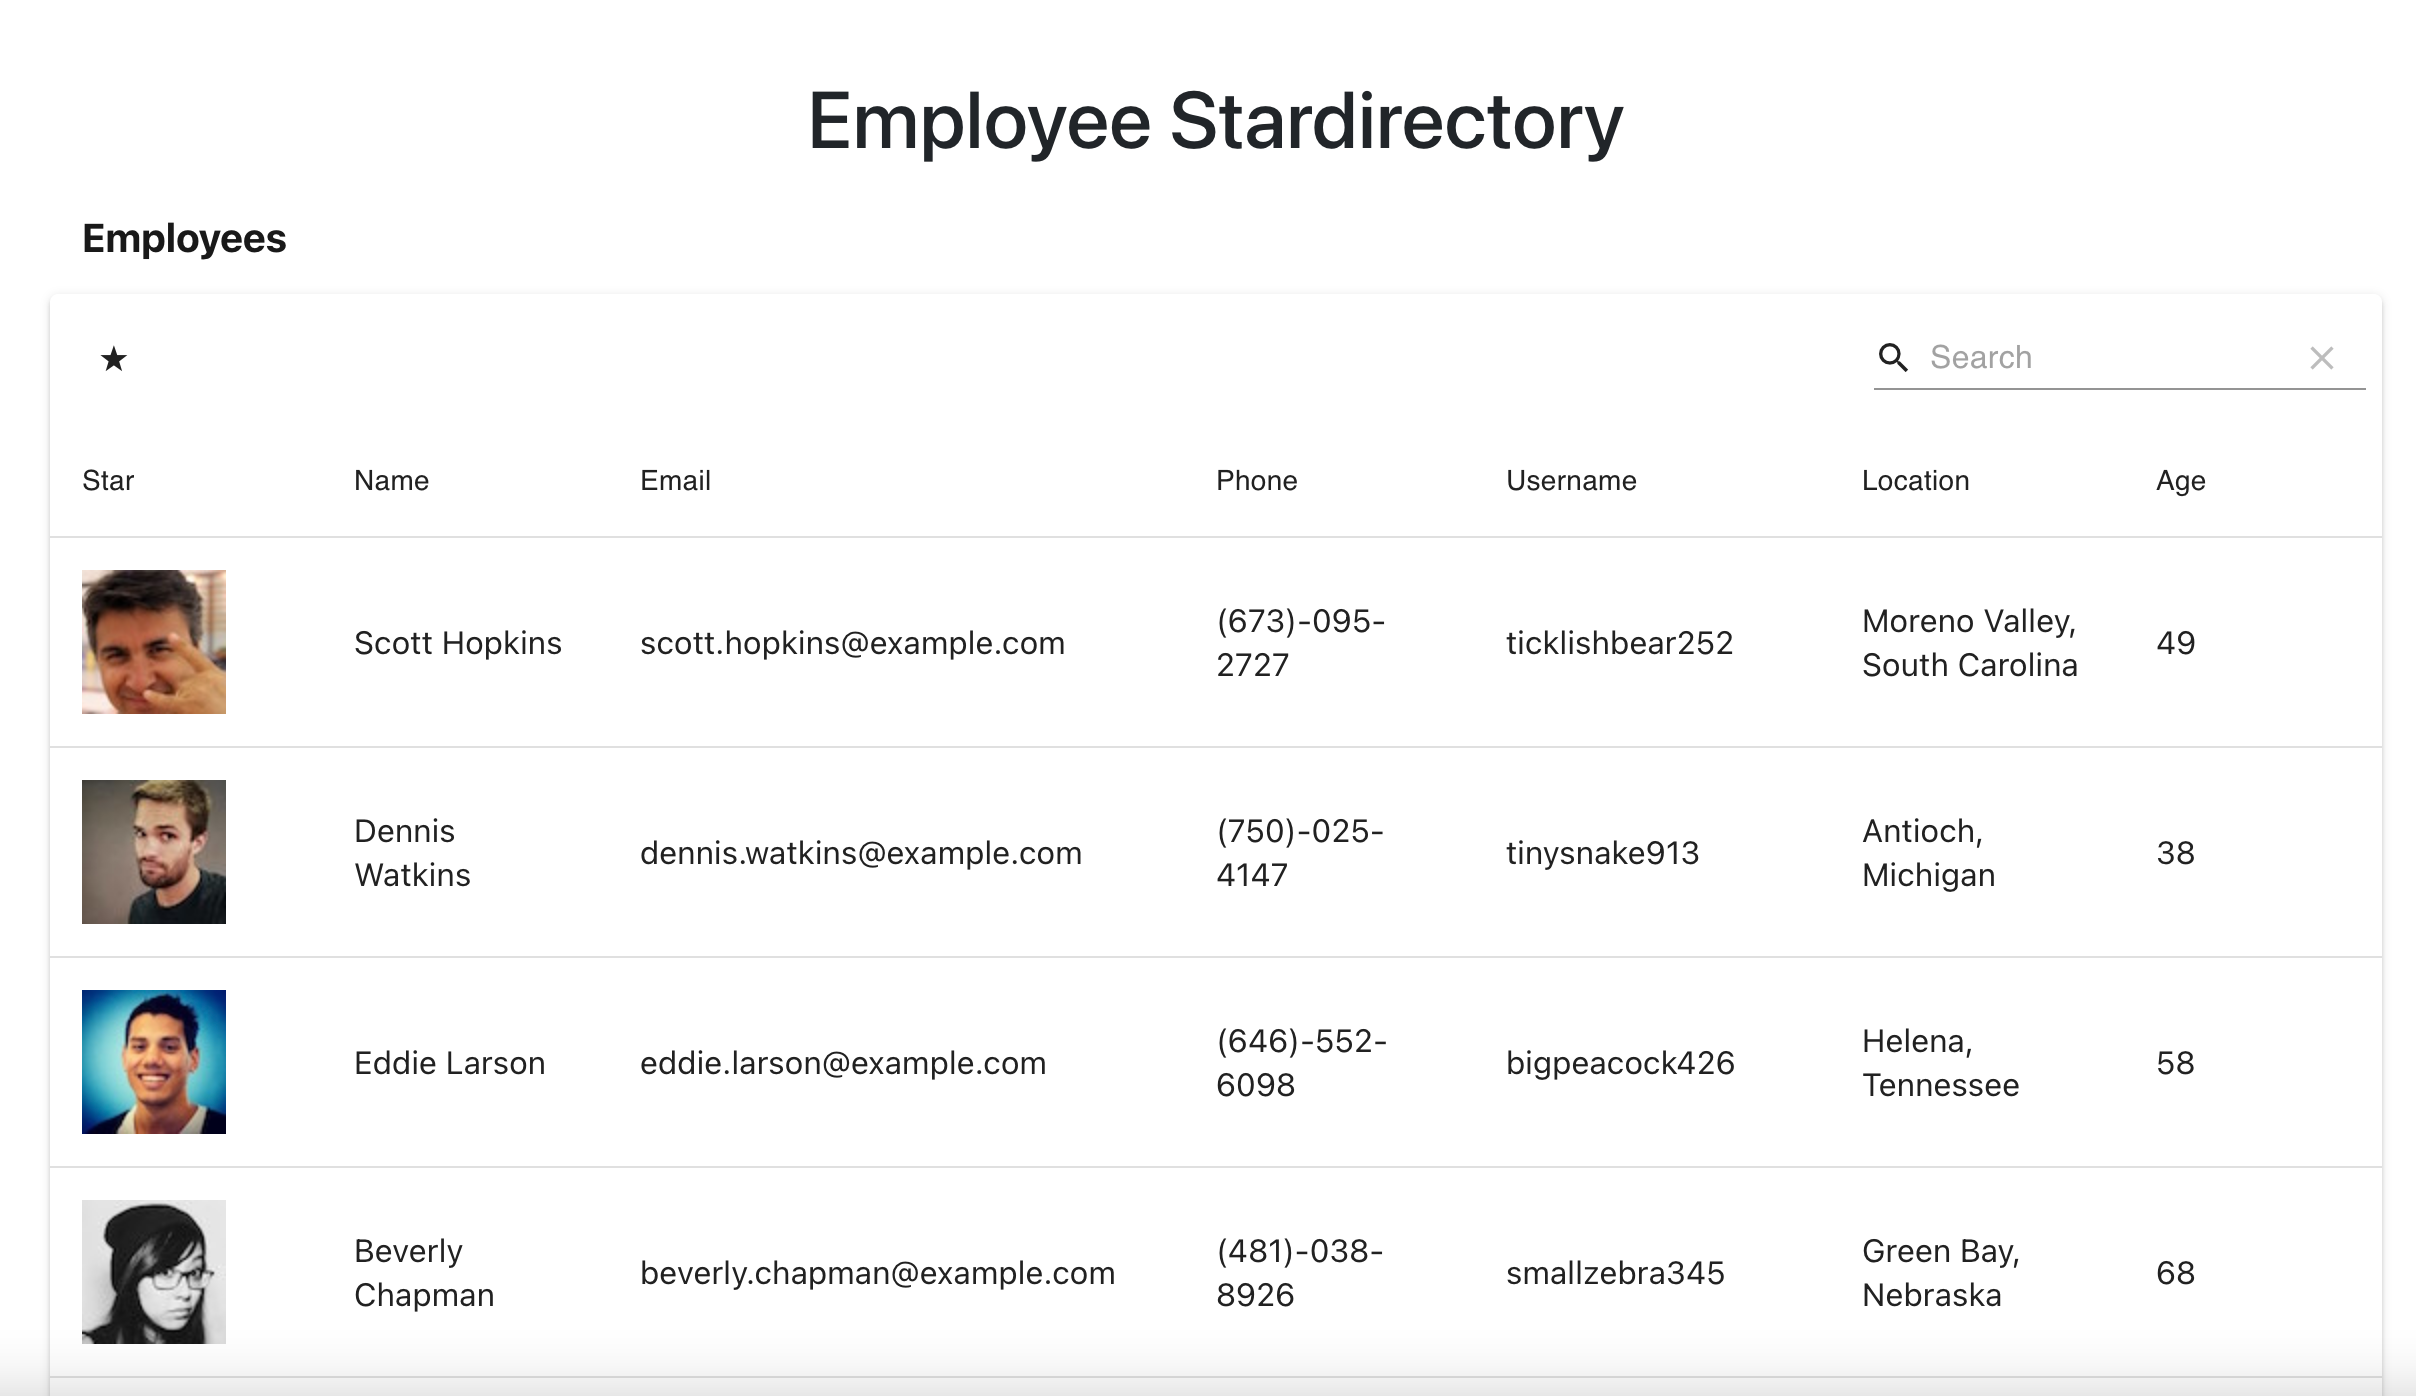 Employee Stardirectory
Employees
★
Search
Star Name Email Phone Username Location Age
Scott Hopkins scott.hopkins@example.com (673)-095- ticklishbear252 Moreno Valley, 49
2727 South Carolina
Dennis (750)-025- Antioch,
Watkins dennis.watkins@example.com 4147 tinysnake913 Michigan 38
Eddie Larson eddie.larson@example.com (646)-552- bigpeacock426 Helena, 58
6098 Tennessee
Beverly (481)-038- Green Bay,
Chapman beverly.chapman@example.com 8926 smallzebra345 Nebraska 68